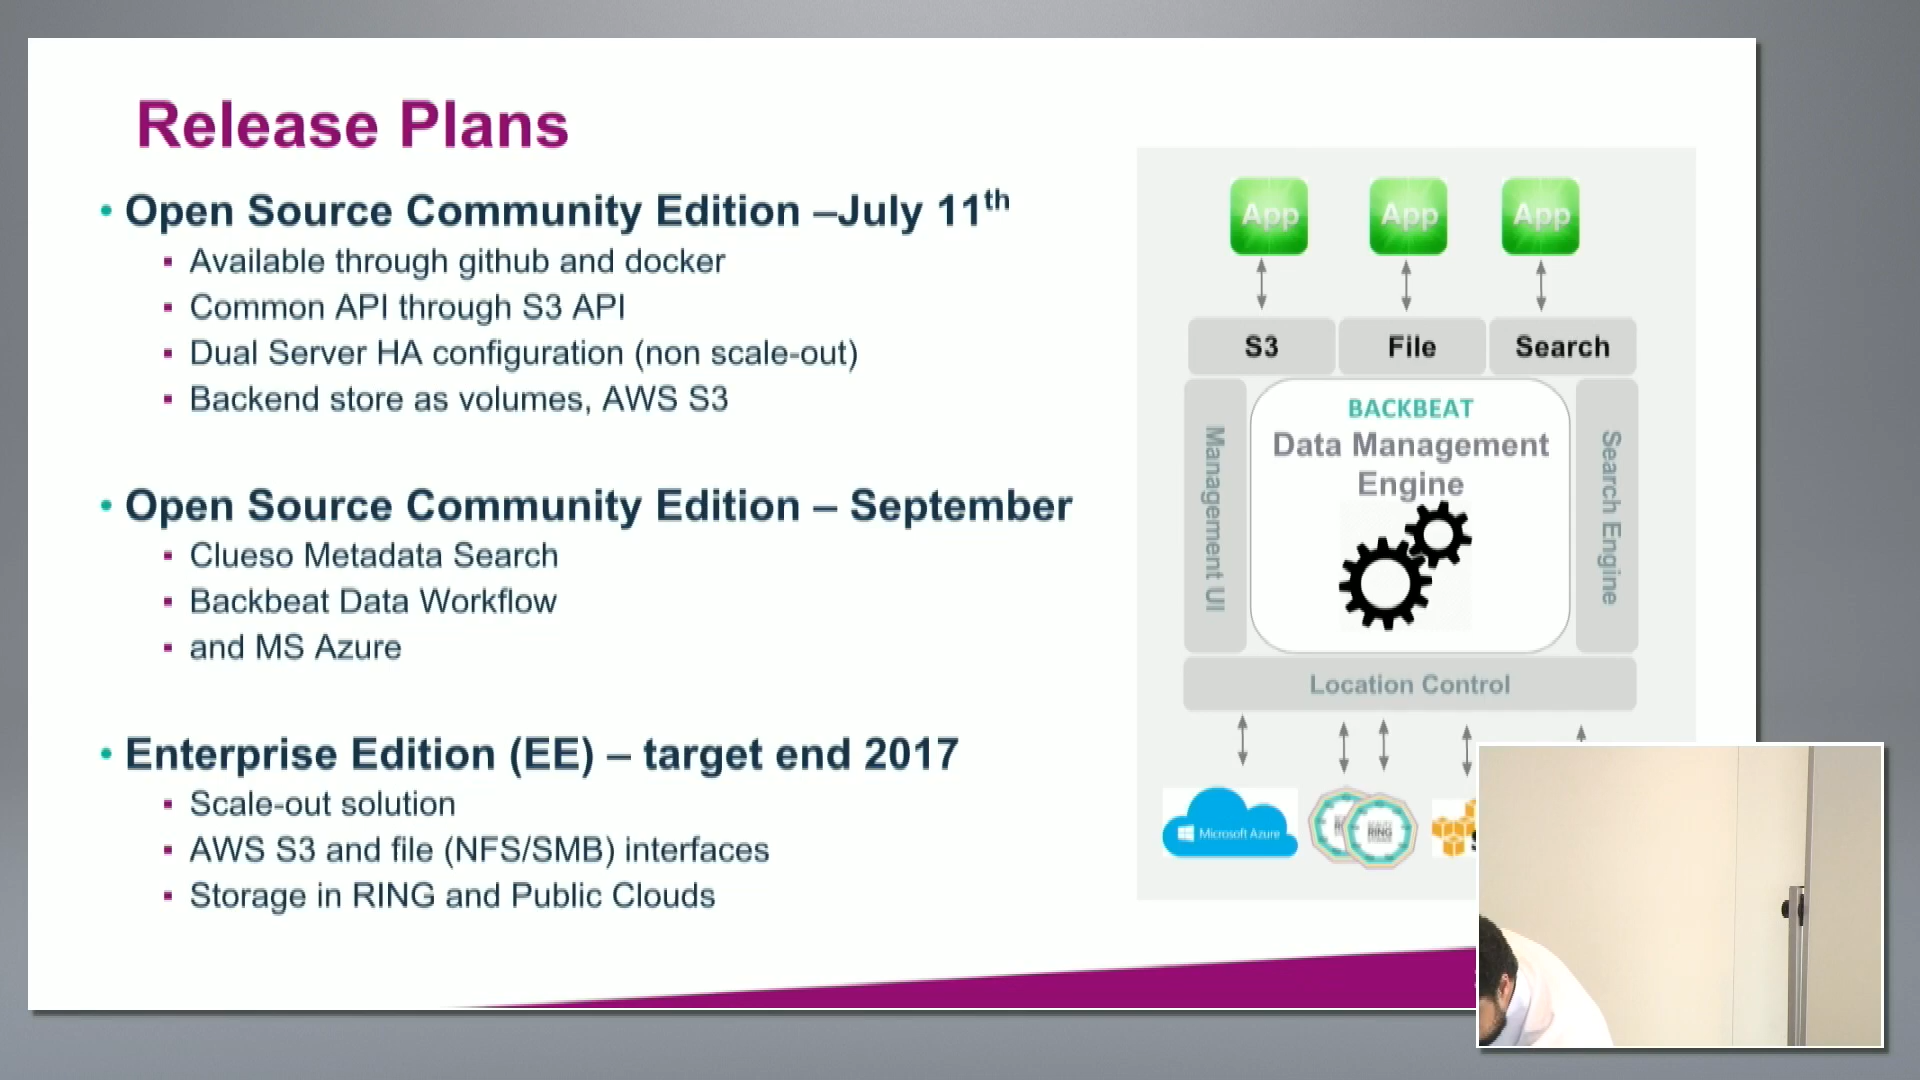 Release Plans
• Open Source Community Edition –July 11th
▪ Available through github and docker
▪ Common API through S3 API
▪ Dual Server HA configuration (non scale-out)
▪ Backend store as volumes, AWS S3
• Open Source Community Edition – September
▪ Clueso Metadata Search
▪ Backbeat Data Workflow
▪ and MS Azure
• Enterprise Edition (EE) – target end 2017
▪ Scale-out solution
▪ AWS S3 and file (NFS/SMB) interfaces
▪ Storage in RING and Public Clouds
App App App
S3 File Search
Management UI
BACKBEAT
Data Management
Engine
Search Engine
Location Control
Microsoft Azure
RING